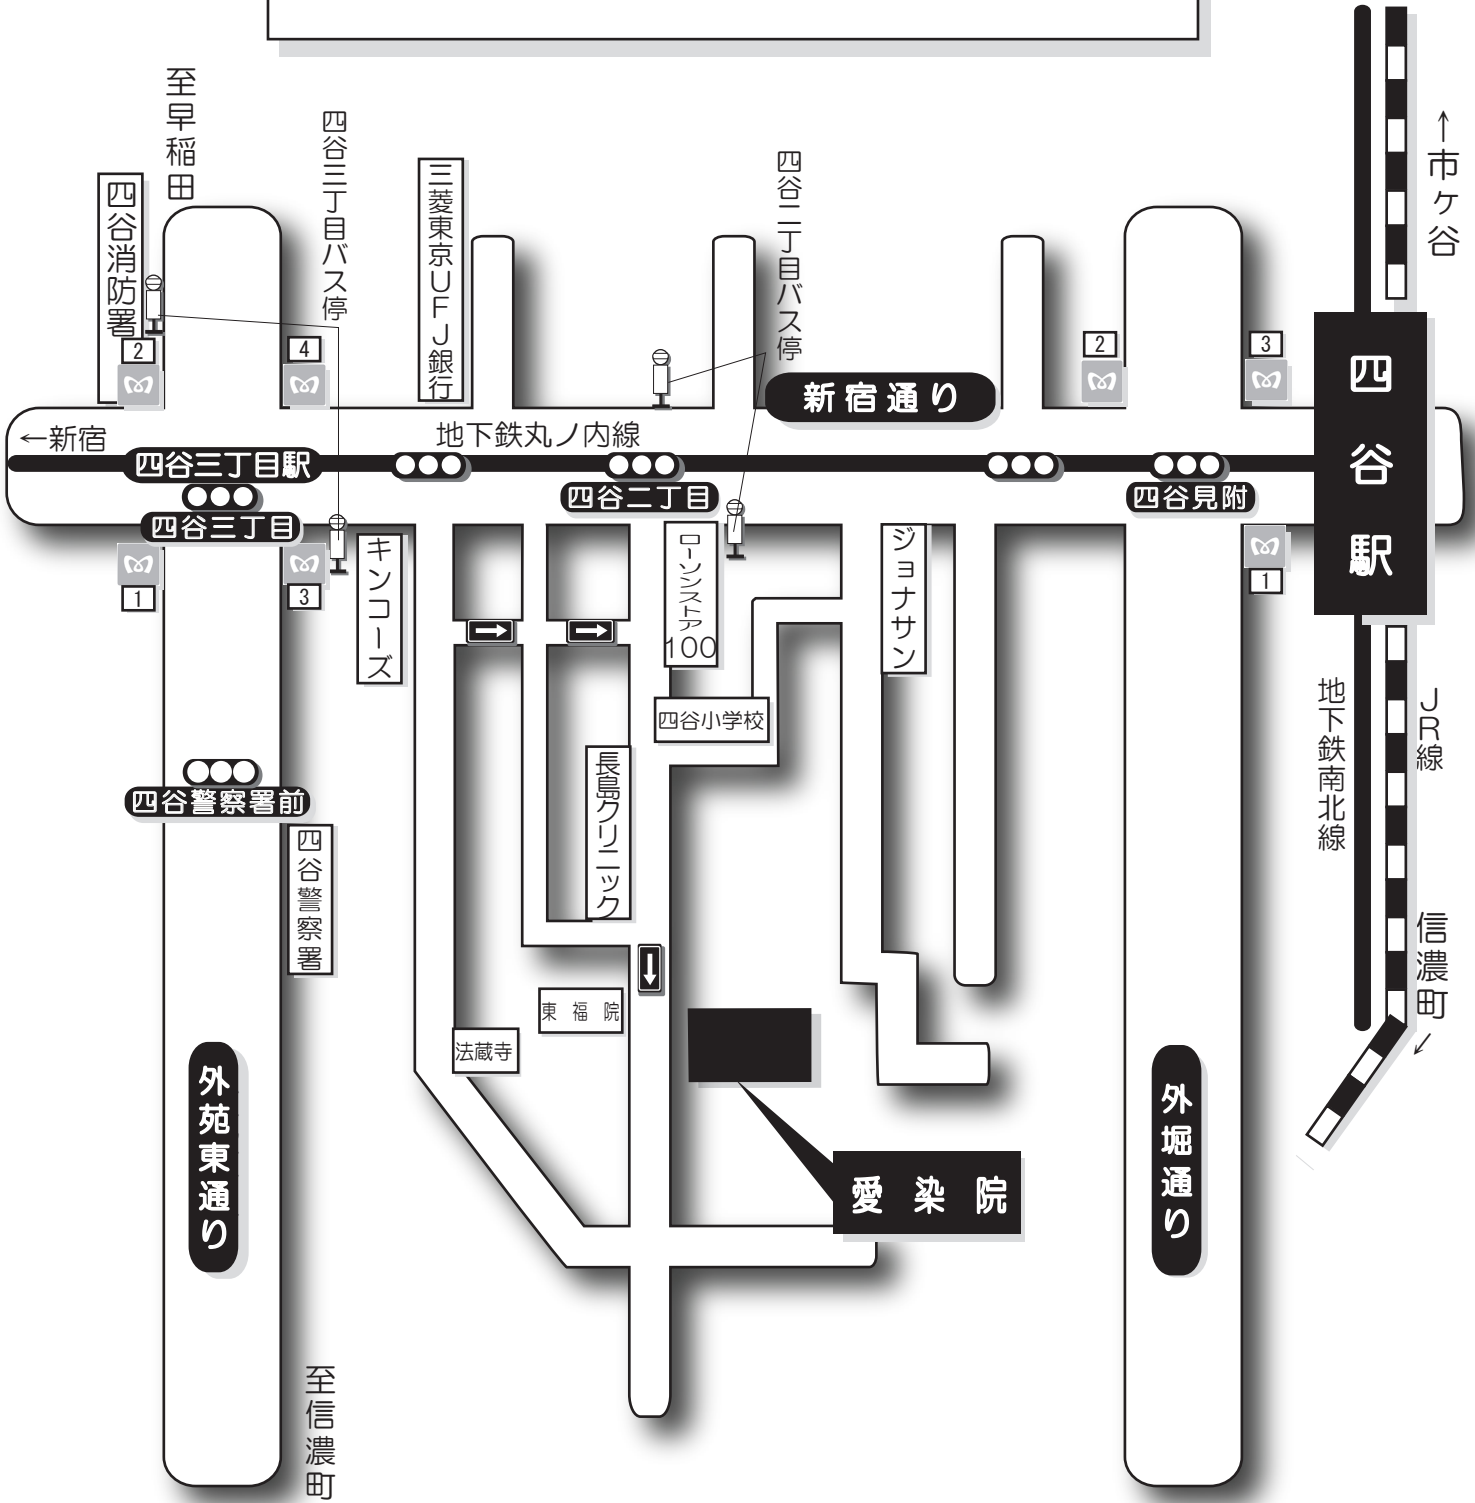 至早稲田
四谷三丁目バス停
四谷消防署
三菱東京UFJ銀行
四谷二丁目バス停
←市ケ谷
2
4
2
3
新宿通り
四谷駅
←新宿
地下鉄丸ノ内線
四谷三丁目駅
四谷三丁目
四谷二丁目
四谷見附
1
3
1
キンコーズ
ローソンストア100
ジョナサン
四谷小学校
長島クリニック
四谷警察署前
四谷警察署
地下鉄南北線
JR線
信濃町→
東福院
法蔵寺
外苑東通り
外堀通り
愛染院
至信濃町